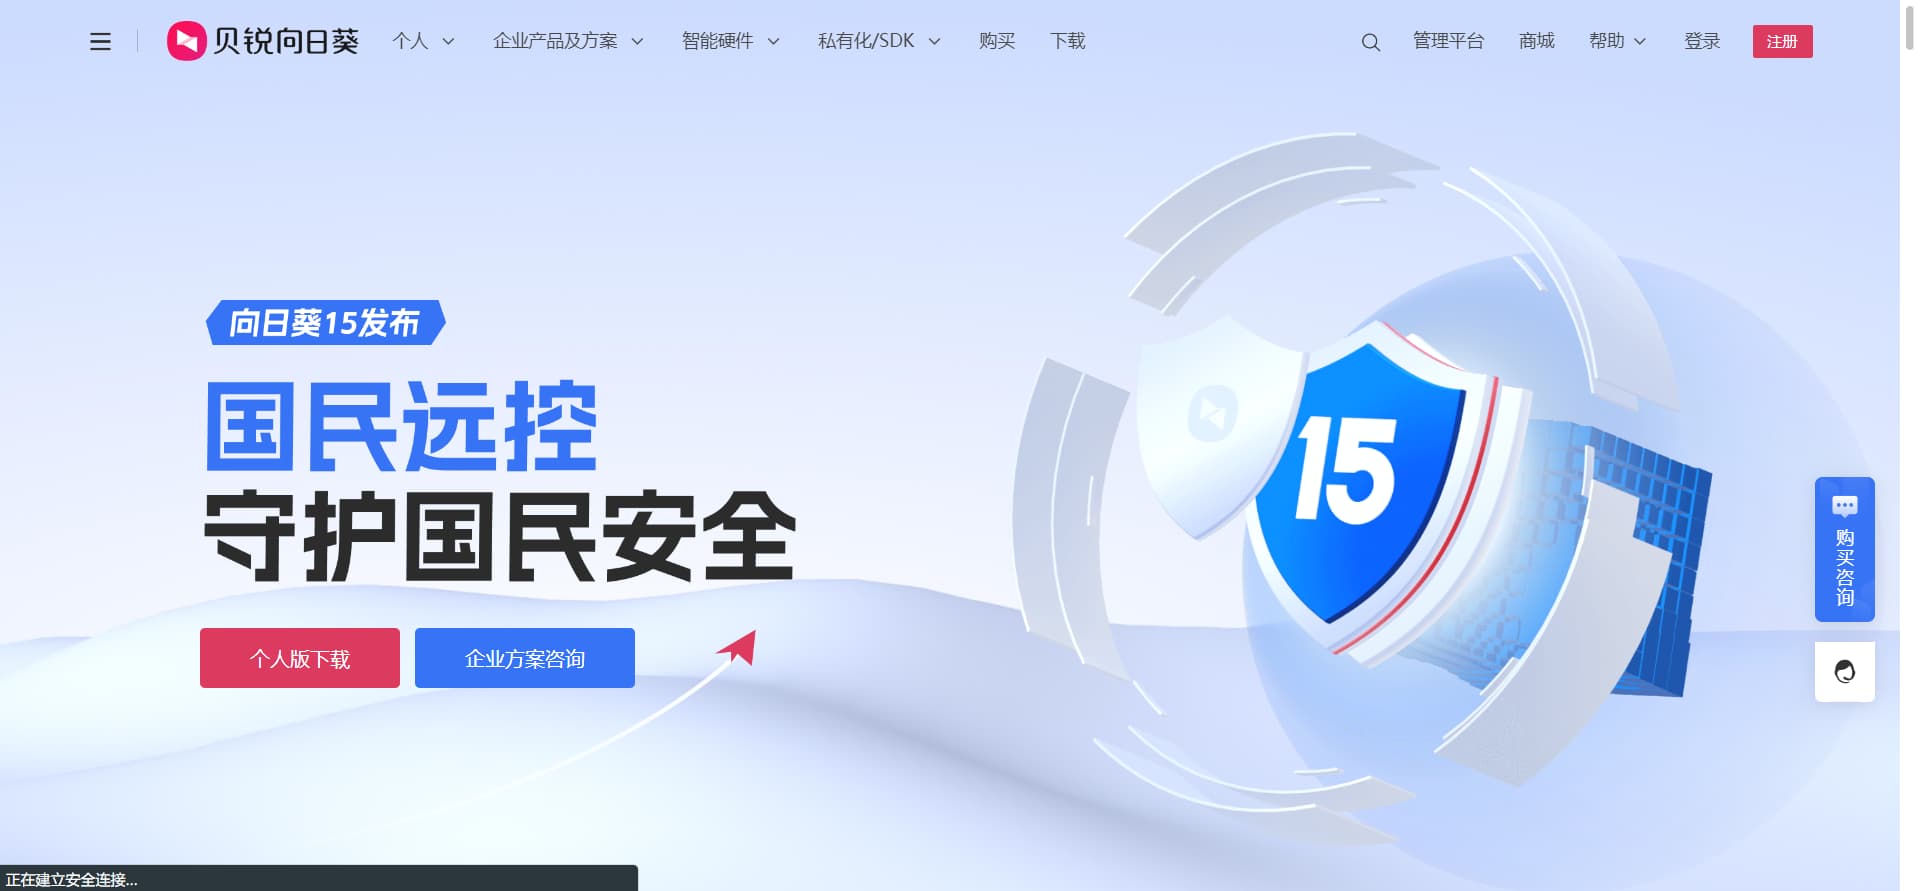 贝锐向日葵 个人 企业产品及方案 智能硬件 私有化/SDK 购买 下载 管理平台 商城 帮助 登录 注册
向日葵15发布
国民远控
守护国民安全
15
个人版下载 企业方案咨询
购买咨询
正在建立安全连接...